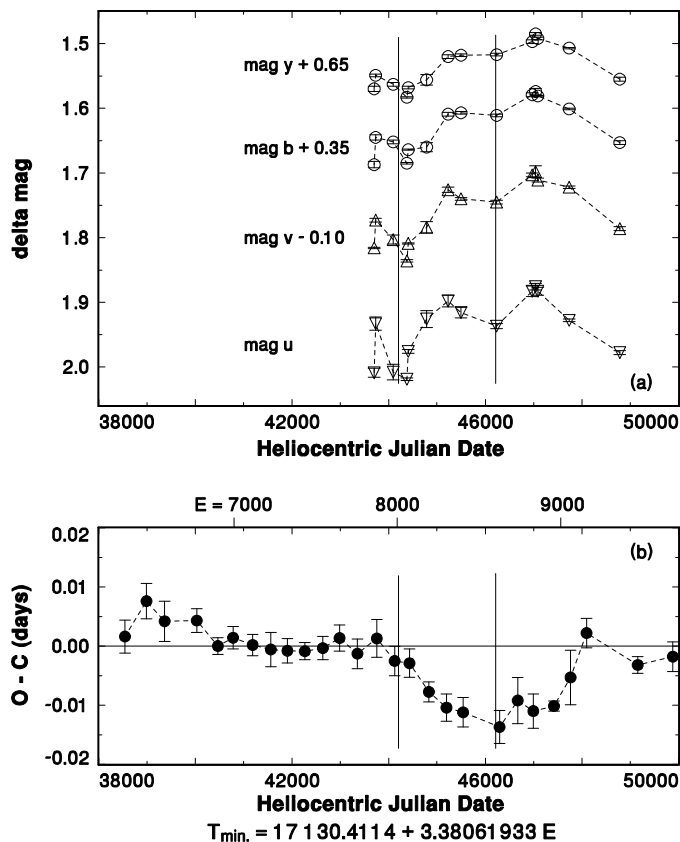 1.5
mag y + 0.65
1.6
mag b + 0.35
1.7
delta mag
1.8
mag v - 0.10
1.9
mag u
2.0
(a)
38000 42000 46000 50000
Heliocentric Julian Date
E = 7000 8000 9000
0.02
(b)
0.01
O - C (days)
0.00
-0.01
-0.02
38000 42000 46000 50000
Heliocentric Julian Date
Tmin. = 17 130.4114 + 3.38061933 E